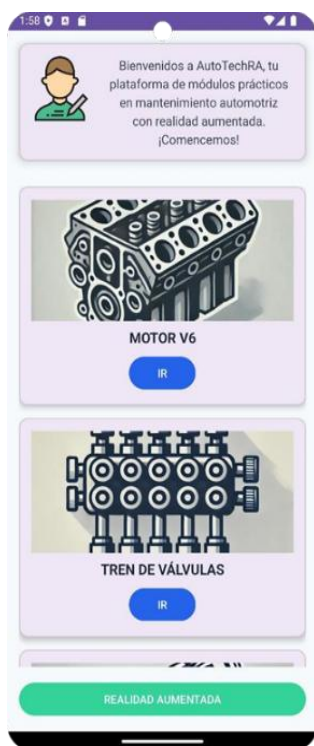 1:58
Bienvenidos a AutoTechRA, tu
plataforma de módulos prácticos
en mantenimiento automotriz
con realidad aumentada.
¡Comencemos!
MOTOR V6
IR
TREN DE VÁLVULAS
IR
REALIDAD AUMENTADA